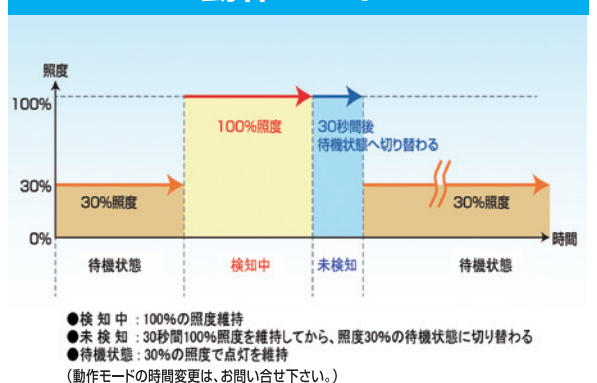 照度
100%
100%照度
30秒間後
待機状態へ切り替わる
30%
30%照度
30%照度
0%
時間
待機状態
検知中
未検知
待機状態
●検 知 中 : 100%の照度維持
●未 検 知 : 30秒間100%照度を維持してから、照度30%の待機状態に切り替わる
●待機状態 : 30%の照度で点灯を維持
(動作モードの時間変更は、お問い合せ下さい。)